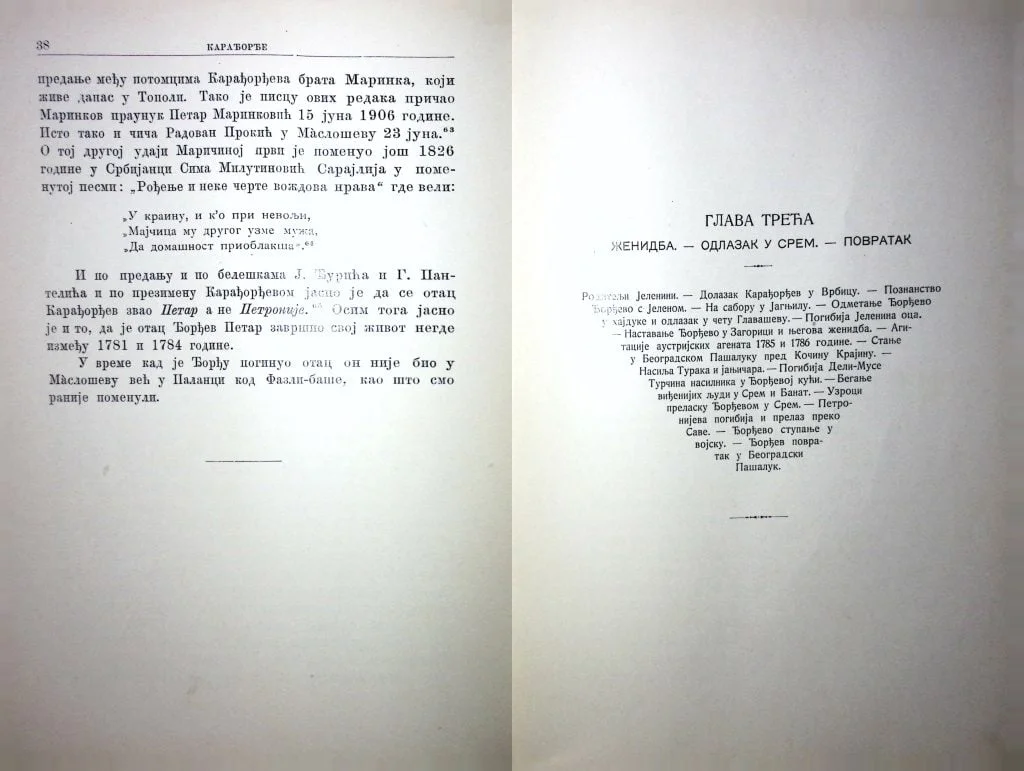 38
КАРАЂОРЂЕ
предање међу потомцима Карађорђева брата Маринка, који
живе данас у Тополи. Тако је писцу ових редака причао
Маринков праунук Петар Маринковић 15 јуна 1906 године.
Исто тако и чича Радован Прокић у Ма̀слошеву 23 јуна.⁶³
О тој другој удаји Маричиној први је поменуо још 1826
године у Србијанци Сима Милутиновић Сарајлија у поме-
нутој песми: „Рођење и неке черте вождова нрава“ где вели:
„У краину, и к’о при невољи,
„Мајчица му другог узме мужа,
„Да домашност приоблакша“.
И по предању и по белешкама Ј. Ђурића и Г. Пан-
телића и по презимену Карађорђевом јасно је да се отац
Карађорђев звао Петар а не Петроније. Осим тога јасно
је и то, да је отац Ђорђев Петар завршио свој живот негде
између 1781 и 1784 године.
У време кад је Ђорђу погинуо отац он није био у
Ма̀слошеву већ у Паланци код Фазли-баше, као што смо
раније поменули.
ГЛАВА ТРЕЋА
ЖЕНИДБА. — ОДЛАЗАК У СРЕМ. — ПОВРАТАК
Родитељи Јеленини. — Долазак Карађорђев у Врбицу. — Познанство
Ђорђево с Јеленом. — На сабору у Јагњилу. — Одметање Ђорђево
у хајдуке и одлазак у чету Главашеву. — Погибија Јеленина оца.
— Наставање Ђорђево у Загорици и његова женидба. — Аги-
тације аустријских агената 1785 и 1786 године. — Стање
у Београдском Пашалуку пред Кочину Крајину. —
Насиља Турака и јањичара. — Погибија Дели-Мусе
Турчина насилника у Ђорђевој кући. — Бегање
виђенијих људи у Срем и Банат. — Узроци
преласку Ђорђевом у Срем. — Петро-
нијева погибија и прелаз преко
Саве. — Ђорђево ступање у
војску. — Ђорђев повра-
так у Београдски
Пашалук.